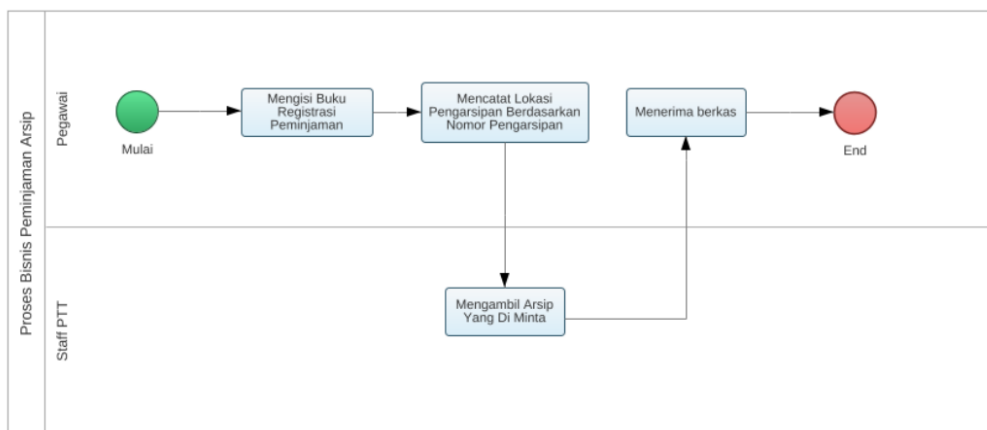 Proses Bisnis Peminjaman Arsip
Pegawai
Mulai
Mengisi Buku
Registrasi
Peminjaman
Mencatat Lokasi
Pengarsipan Berdasarkan
Nomor Pengarsipan
Menerima berkas
End
Staff PTT
Mengambil Arsip
Yang Di Minta